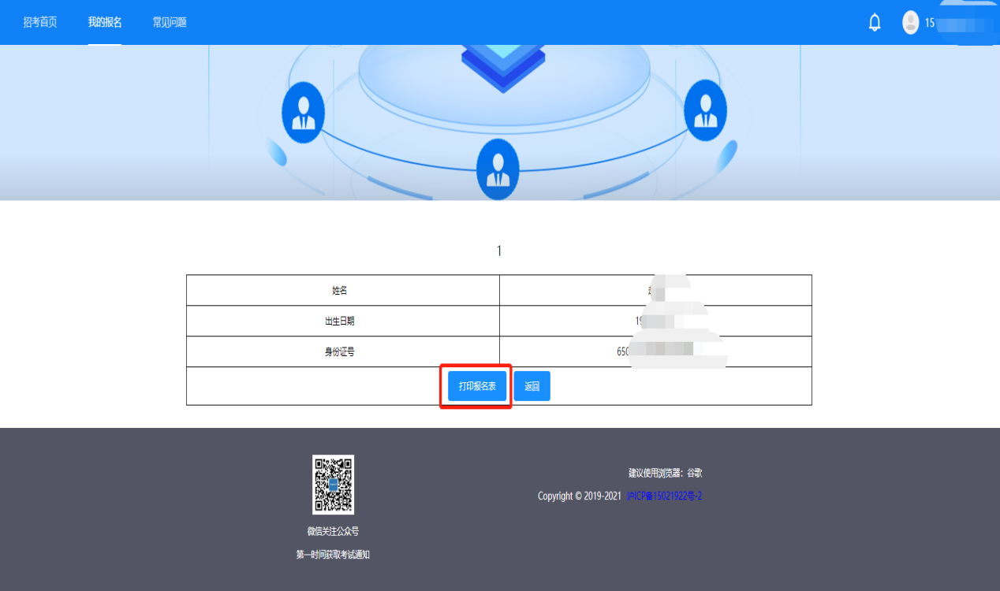 招考首页 我的报名 常见问题 15
1
姓名
出生日期 19
身份证号 650
打印报名表 返回
建议使用浏览器：谷歌
Copyright © 2019-2021 沪ICP备15021922号-2
微信关注公众号
第一时间获取考试通知